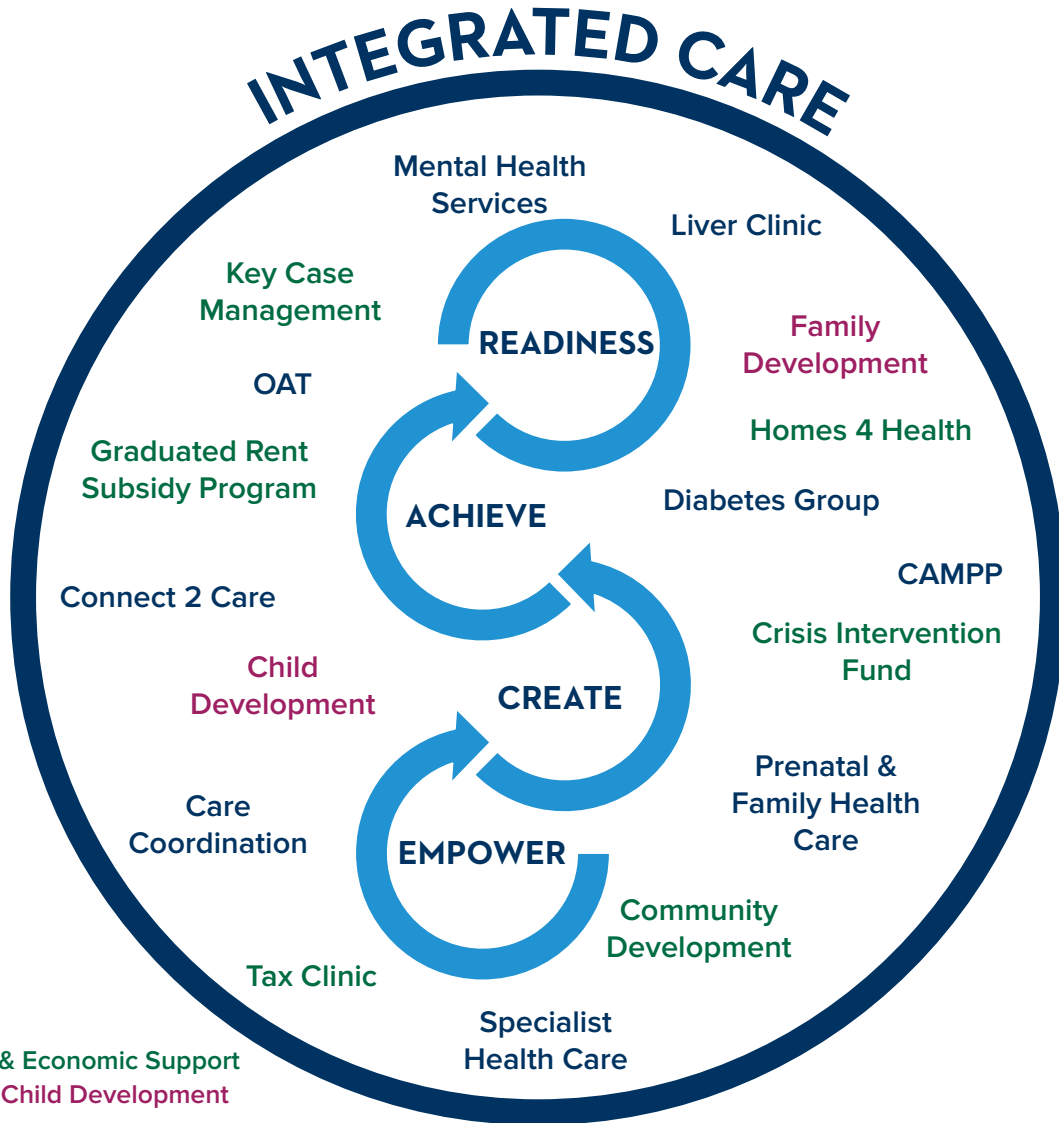 INTEGRATED CARE
Mental Health
Services
Liver Clinic
Key Case
Management
READINESS
Family
Development
OAT
Homes 4 Health
Graduated Rent
Subsidy Program
ACHIEVE
Diabetes Group
CAMPP
Connect 2 Care
Crisis Intervention
Fund
Child
Development
CREATE
Prenatal &
Family Health
Care
Care
Coordination
EMPOWER
Community
Development
Tax Clinic
Specialist
Health Care
& Economic Support
Child Development